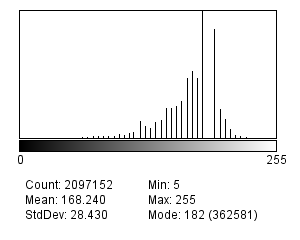 0 255
Count: 2097152 Min: 5
Mean: 168.240 Max: 255
StdDev: 28.430 Mode: 182 (362581)